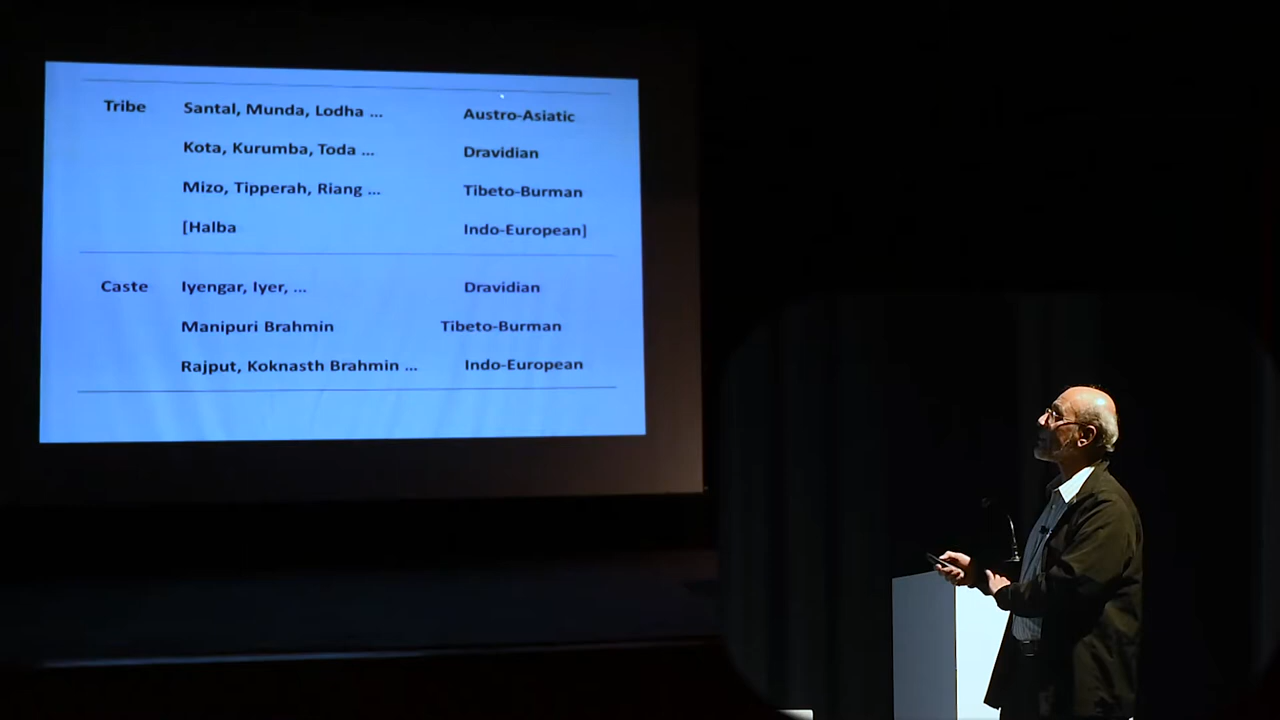 Tribe Santal, Munda, Lodha ... Austro-Asiatic
Kota, Kurumba, Toda ... Dravidian
Mizo, Tipperah, Riang ... Tibeto-Burman
[Halba Indo-European]
Caste Iyengar, Iyer, ... Dravidian
Manipuri Brahmin Tibeto-Burman
Rajput, Koknasth Brahmin ... Indo-European